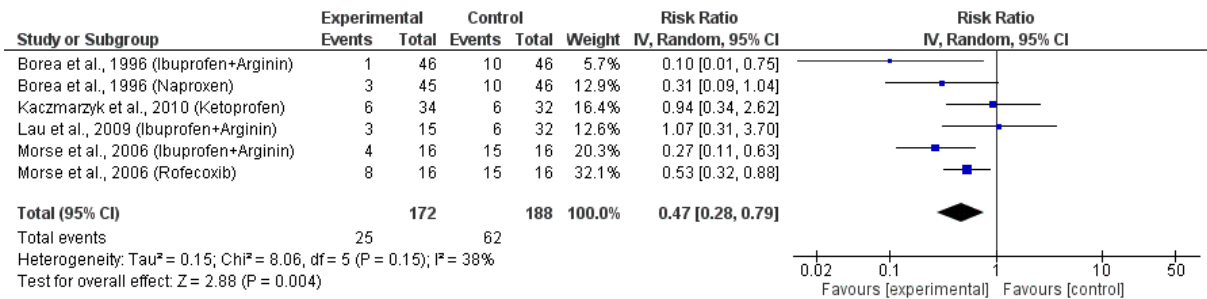 Experimental Control Risk Ratio Risk Ratio
Study or Subgroup Events Total Events Total Weight IV, Random, 95% CI IV, Random, 95% CI
Borea et al., 1996 (Ibuprofen+Arginin) 1 46 10 46 5.7% 0.10 [0.01, 0.75]
Borea et al., 1996 (Naproxen) 3 45 10 46 12.9% 0.31 [0.09, 1.04]
Kaczmarzyk et al., 2010 (Ketoprofen) 6 34 6 32 16.4% 0.94 [0.34, 2.62]
Lau et al., 2009 (Ibuprofen+Arginin) 3 15 6 32 12.6% 1.07 [0.31, 3.70]
Morse et al., 2006 (Ibuprofen+Arginin) 4 16 15 16 20.3% 0.27 [0.11, 0.63]
Morse et al., 2006 (Rofecoxib) 8 16 15 16 32.1% 0.53 [0.32, 0.88]
Total (95% CI) 172 188 100.0% 0.47 [0.28, 0.79]
Total events 25 62
Heterogeneity: Tau² = 0.15; Chi² = 8.06, df = 5 (P = 0.15); I² = 38%
Test for overall effect: Z = 2.88 (P = 0.004)
0.02 0.1 1 10 50
Favours [experimental] Favours [control]